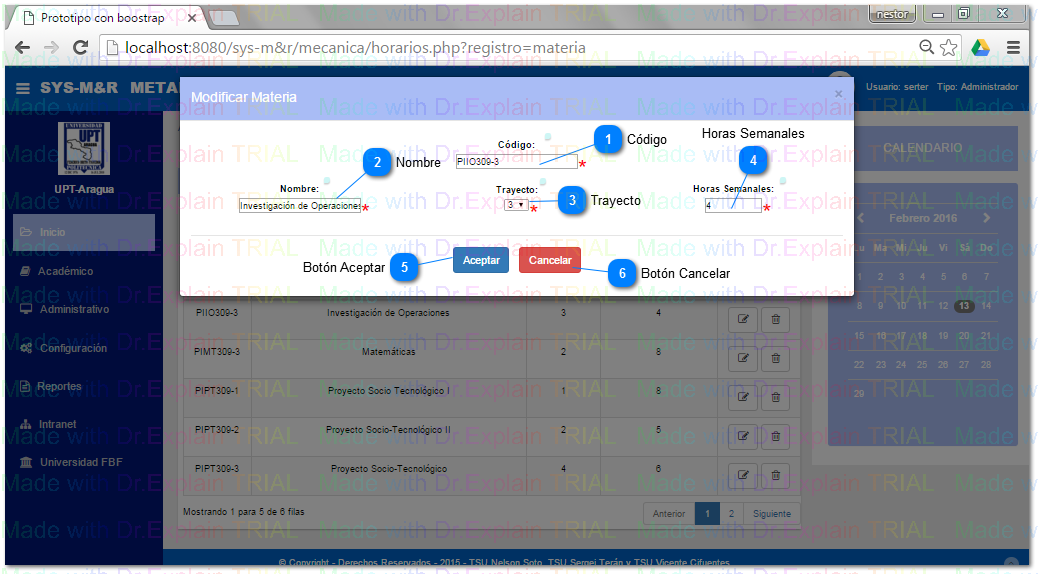 Prototipo con boostrap
nestor
localhost:8080/sys-m&r/mecanica/horarios.php?registro=materia
SYS-M&R META
Usuario: serter Tipo: Administrador
Modificar Materia
×
UPT-Aragua
Inicio
Académico
Administrativo
Configuración
Reportes
Intranet
Universidad FBF
Código:
PIIO309-3
*
1 Código
Horas Semanales
2 Nombre
4
Nombre:
Investigación de Operaciones
*
Trayecto:
3
*
3 Trayecto
Horas Semanales:
4
*
Botón Aceptar 5
Aceptar
Cancelar
6 Botón Cancelar
PIIO309-3 Investigación de Operaciones 3 4
PIMT309-3 Matemáticas 2 8
PIPT309-1 Proyecto Socio Tecnológico I 1 8
PIPT309-2 Proyecto Socio-Tecnológico II 2 5
PIPT309-3 Proyecto Socio-Tecnológico 4 6
Mostrando 1 para 5 de 6 filas
Anterior 1 2 Siguiente
CALENDARIO
Febrero 2016
Lu Ma Mi Ju Vi Sá Do
1 2 3 4 5 6 7
8 9 10 11 12 13 14
15 16 17 18 19 20 21
22 23 24 25 26 27 28
29
© Copyright - Derechos Reservados - 2015 - TSU Nelson Soto, TSU Sergei Terán y TSU Vicente Cifuentes
Made with Dr.Explain TRIAL